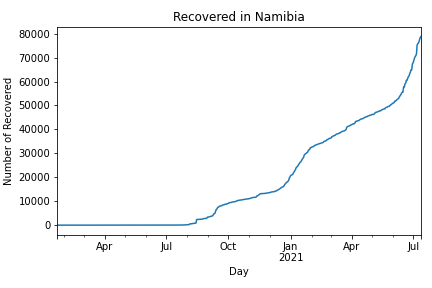 Recovered in Namibia
80000
70000
60000
50000
40000
30000
20000
10000
0
Number of Recovered
Apr Jul Oct Jan Apr Jul
2021
Day